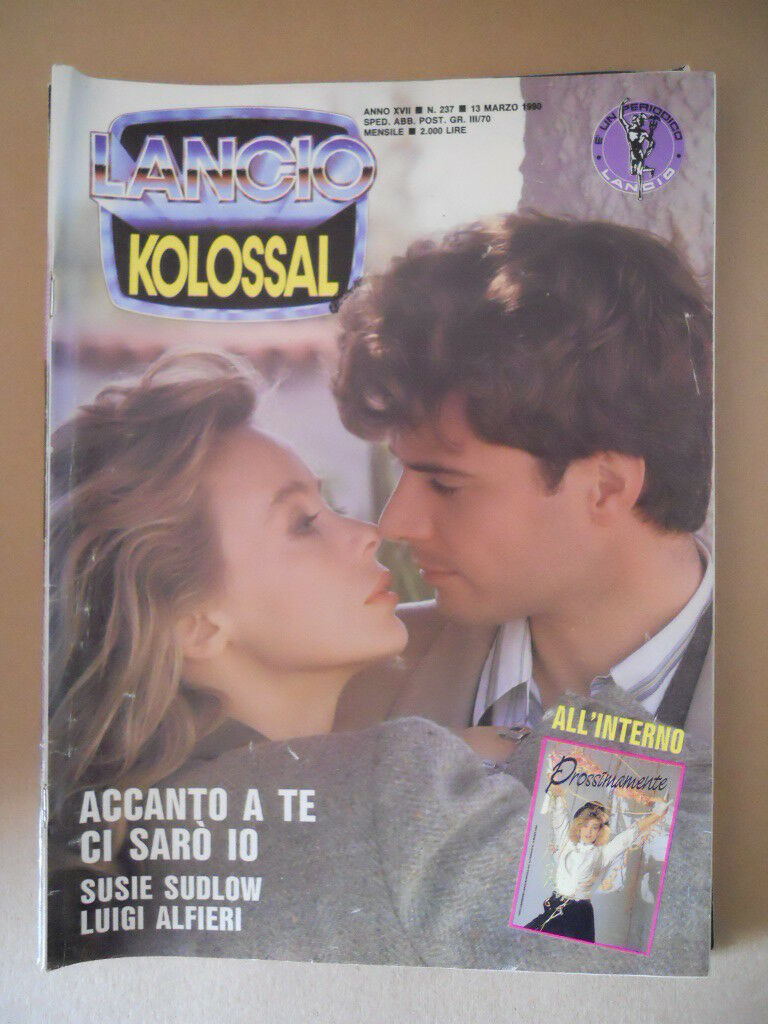 ANNO XVII ■ N. 237 ■ 13 MARZO 1990
SPED. ABB. POST. GR. III/70
MENSILE ■ 2.000 LIRE
LANCIO
KOLOSSAL
È UN PERIODICO
LANCIO
ALL'INTERNO
Prossimamente
ACCANTO A TE
CI SARÒ IO
SUSIE SUDLOW
LUIGI ALFIERI